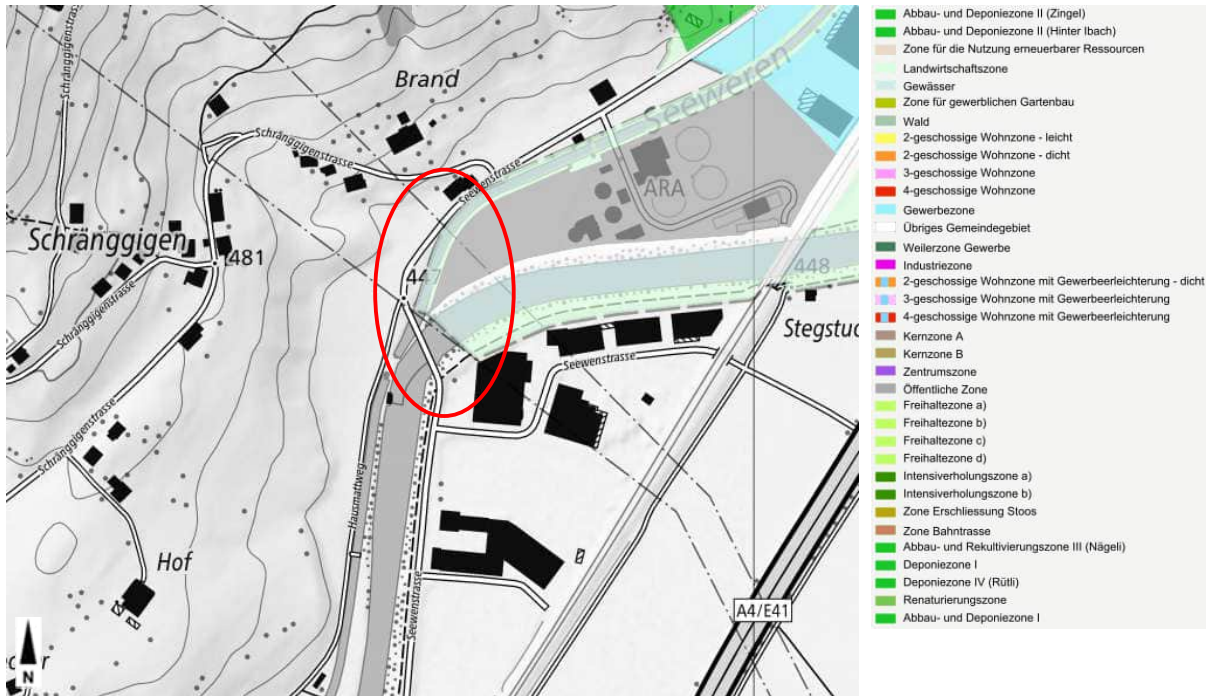 Brand
Seeweren
Schränggigenstrasse
Schränggigenstrasse
Seewenstrasse
ARA
Schränggigen
481
447
448
Stegstud
Schränggigenstrasse
Seewenstrasse
Schränggigenstrasse
Hausmattweg
Hof
Seewenstrasse
A4/E41
N
Abbau- und Deponiezone II (Zingel)
Abbau- und Deponiezone II (Hinter Ibach)
Zone für die Nutzung erneuerbarer Ressourcen
Landwirtschaftszone
Gewässer
Zone für gewerblichen Gartenbau
Wald
2-geschossige Wohnzone - leicht
2-geschossige Wohnzone - dicht
3-geschossige Wohnzone
4-geschossige Wohnzone
Gewerbezone
Übriges Gemeindegebiet
Weilerzone Gewerbe
Industriezone
2-geschossige Wohnzone mit Gewerbeerleichterung - dicht
3-geschossige Wohnzone mit Gewerbeerleichterung
4-geschossige Wohnzone mit Gewerbeerleichterung
Kernzone A
Kernzone B
Zentrumszone
Öffentliche Zone
Freihaltezone a)
Freihaltezone b)
Freihaltezone c)
Freihaltezone d)
Intensiverholungszone a)
Intensiverholungszone b)
Zone Erschliessung Stoos
Zone Bahntrasse
Abbau- und Rekultivierungszone III (Nägeli)
Deponiezone I
Deponiezone IV (Rütli)
Renaturierungszone
Abbau- und Deponiezone I